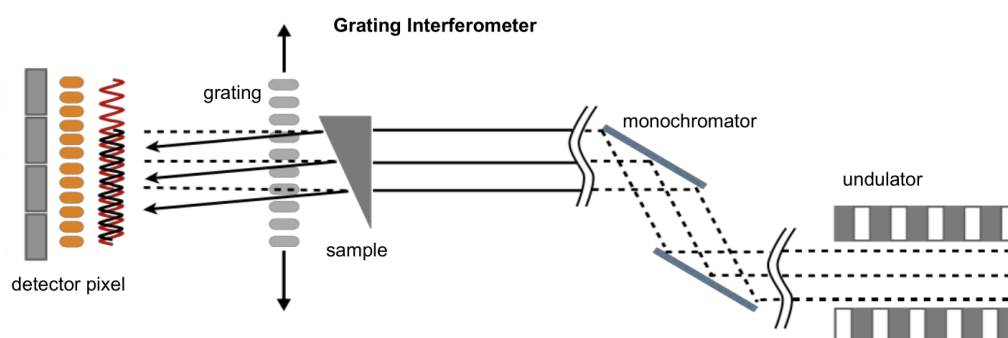 Grating Interferometer
grating
monochromator
undulator
sample
detector pixel